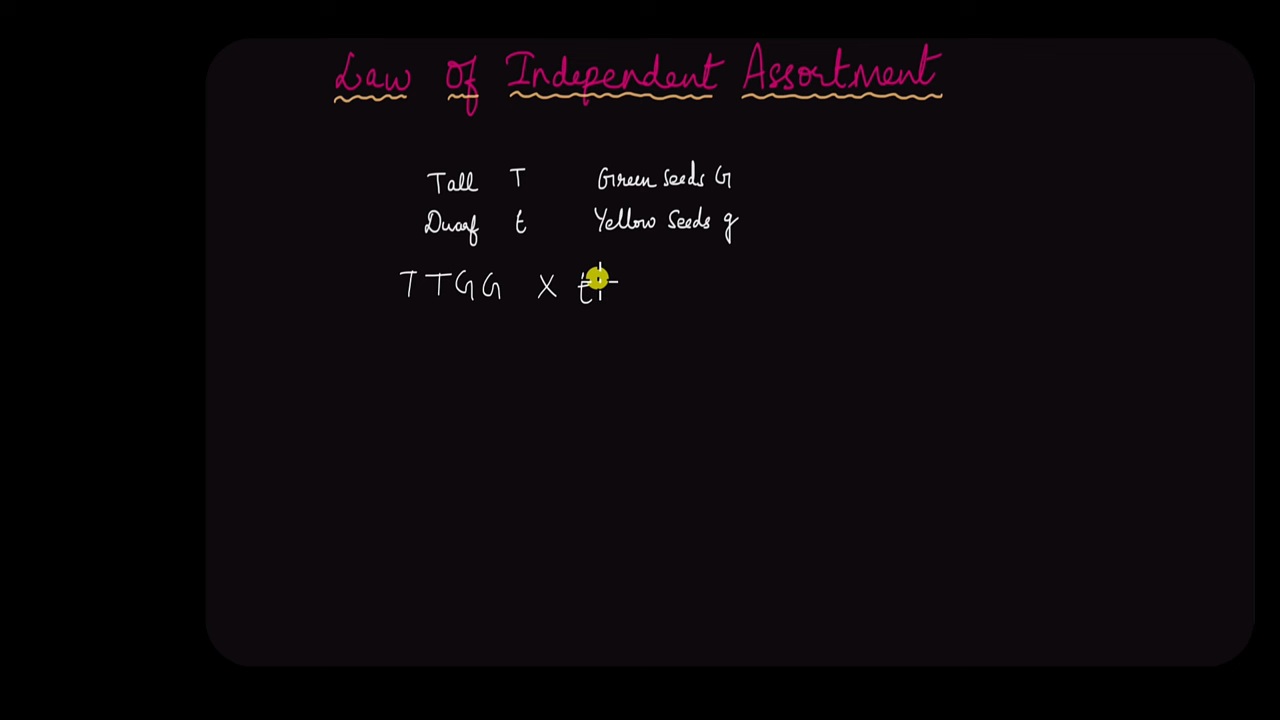 Law Of Independent Assortment
Tall T Green seeds G
Dwarf t Yellow Seeds g
TTGG X t